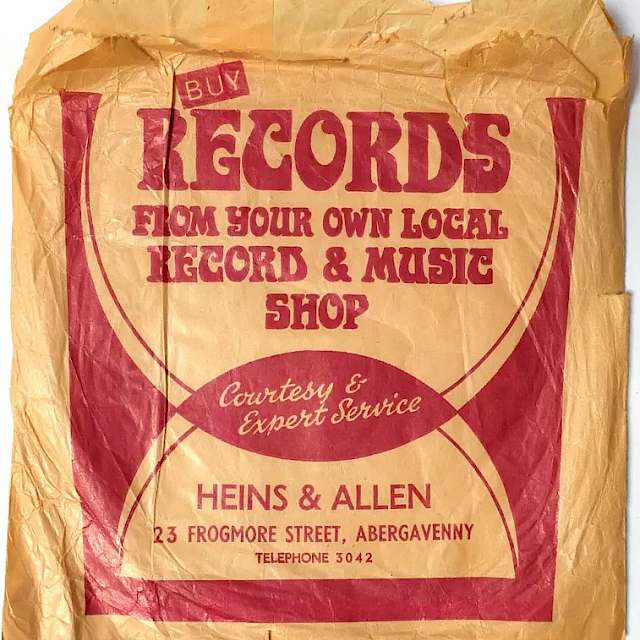 BUY
RECORDS
FROM YOUR OWN LOCAL
RECORD & MUSIC
SHOP
Courtesy &
Expert Service
HEINS & ALLEN
23 FROGMORE STREET, ABERGAVENNY
TELEPHONE 3042